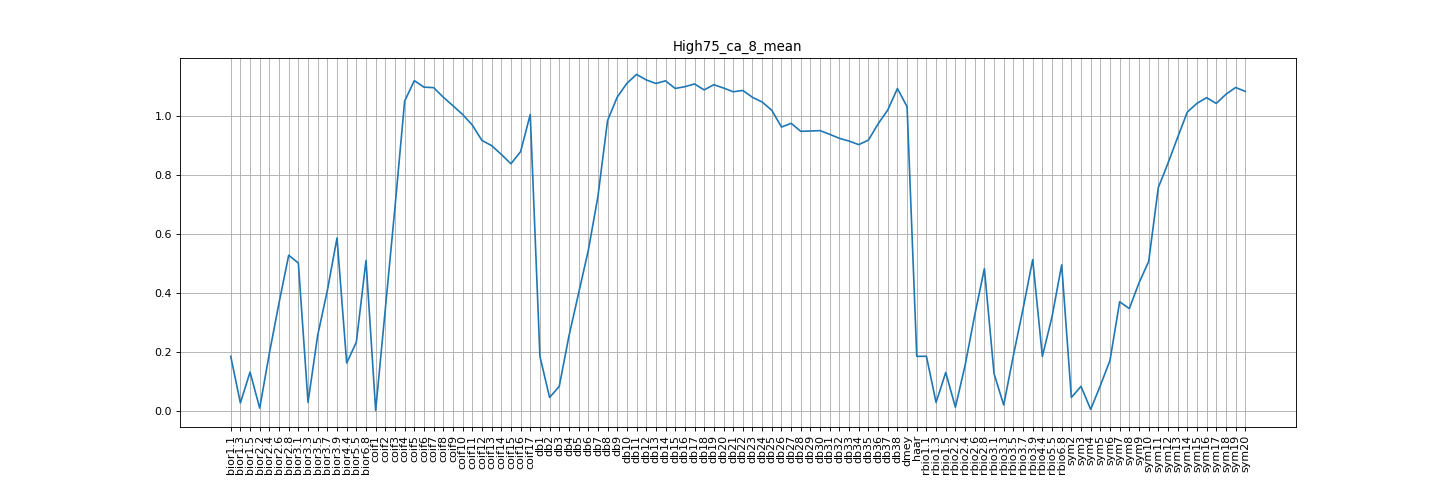 High75_ca_8_mean
1.0
0.8
0.6
0.4
0.2
0.0
bior1.1
bior1.3
bior1.5
bior2.2
bior2.4
bior2.6
bior2.8
bior3.1
bior3.3
bior3.5
bior3.7
bior3.9
bior4.4
bior5.5
bior6.8
coif1
coif2
coif3
coif4
coif5
coif6
coif7
coif8
coif9
coif10
coif11
coif12
coif13
coif14
coif15
coif16
coif17
db1
db2
db3
db4
db5
db6
db7
db8
db9
db10
db11
db12
db13
db14
db15
db16
db17
db18
db19
db20
db21
db22
db23
db24
db25
db26
db27
db28
db29
db30
db31
db32
db33
db34
db35
db36
db37
db38
dmey
haar
rbio1.1
rbio1.3
rbio1.5
rbio2.2
rbio2.4
rbio2.6
rbio2.8
rbio3.1
rbio3.3
rbio3.5
rbio3.7
rbio3.9
rbio4.4
rbio5.5
rbio6.8
sym2
sym3
sym4
sym5
sym6
sym7
sym8
sym9
sym10
sym11
sym12
sym13
sym14
sym15
sym16
sym17
sym18
sym19
sym20